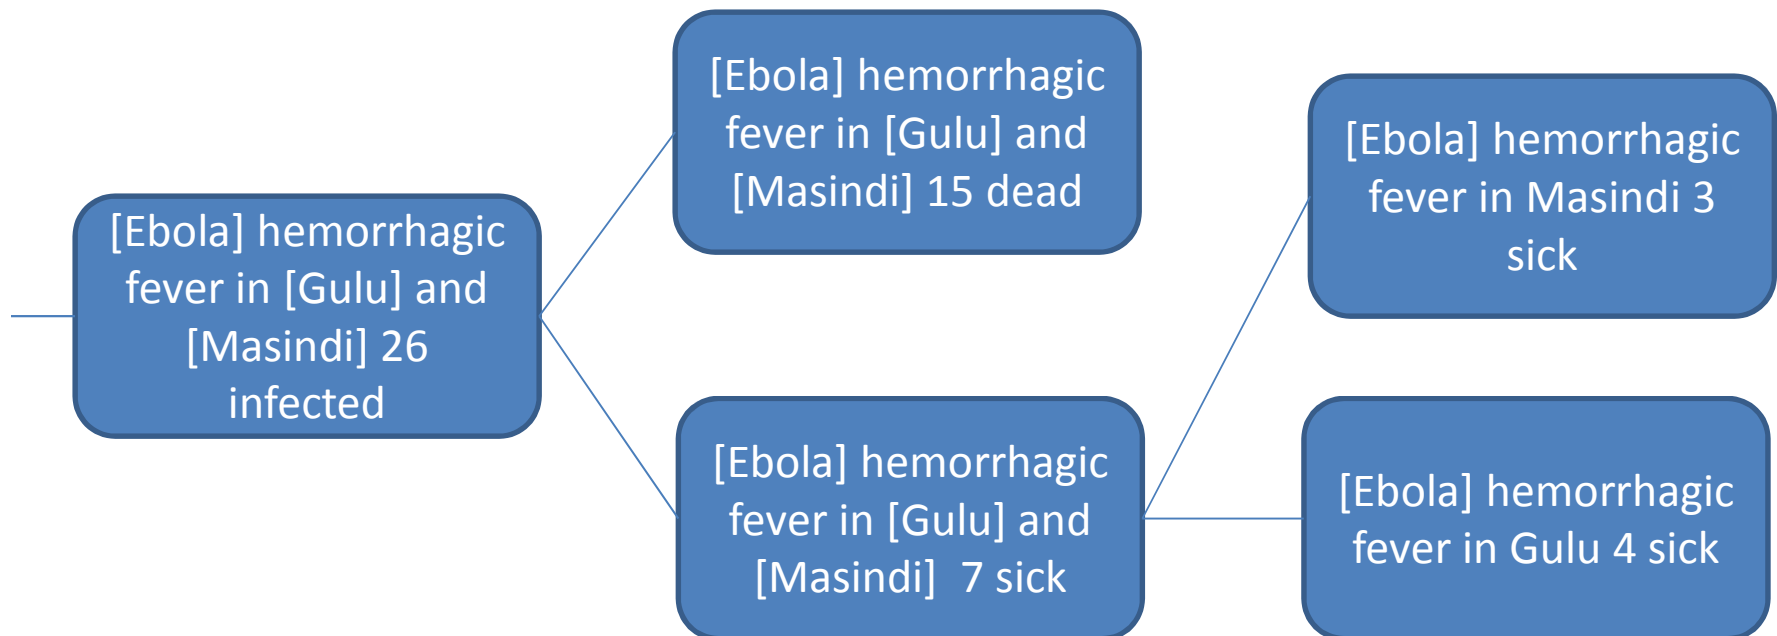 [Ebola] hemorrhagic
fever in [Gulu] and
[Masindi] 26
infected
[Ebola] hemorrhagic
fever in [Gulu] and
[Masindi] 15 dead
[Ebola] hemorrhagic
fever in [Gulu] and
[Masindi]  7 sick
[Ebola] hemorrhagic
fever in Masindi 3
sick
[Ebola] hemorrhagic
fever in Gulu 4 sick